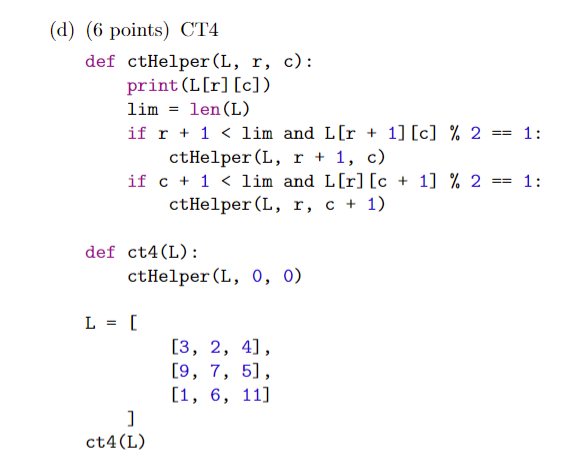 (d) (6 points) CT4
def ctHelper(L, r, c):
    print(L[r][c])
    lim = len(L)
    if r + 1 < lim and L[r + 1][c] % 2 == 1:
        ctHelper(L, r + 1, c)
    if c + 1 < lim and L[r][c + 1] % 2 == 1:
        ctHelper(L, r, c + 1)
def ct4(L):
    ctHelper(L, 0, 0)
L = [
        [3, 2, 4],
        [9, 7, 5],
        [1, 6, 11]
    ]
ct4(L)